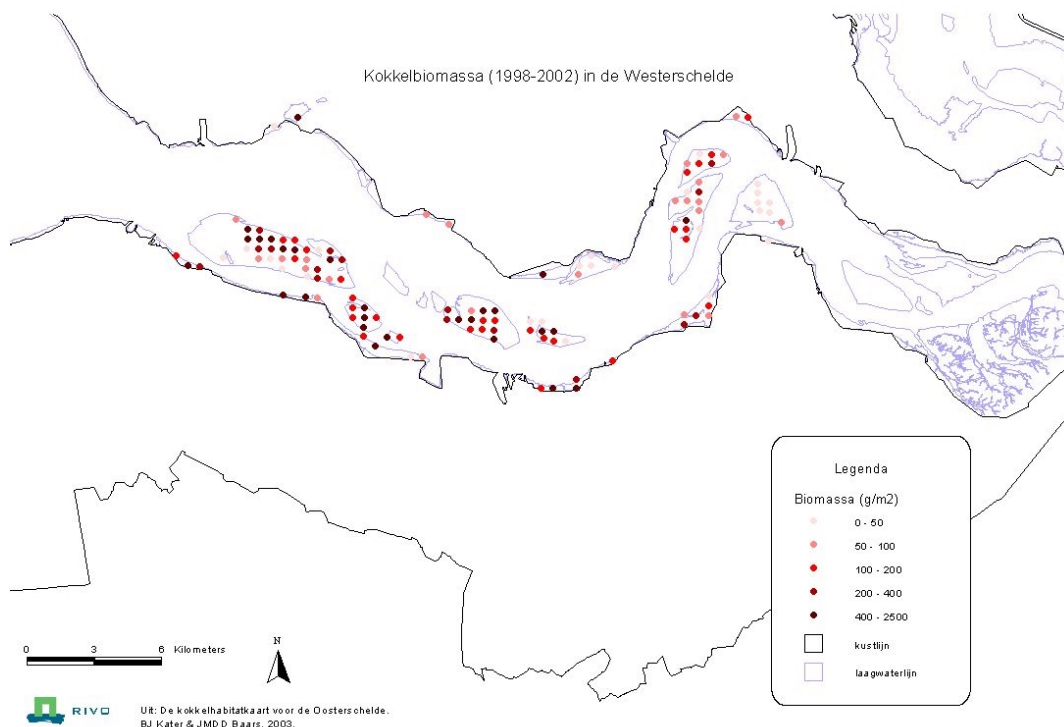 Kokkelbiomassa (1998-2002) in de Westerschelde
Legenda
Biomassa (g/m2)
0 - 50
50 - 100
100 - 200
200 - 400
400 - 2500
kustlijn
laagwaterlijn
0 3 6 Kilometers
N
RIVO
Uit: De kokkelhabitatkaart voor de Oosterschelde.
BJ Kater & JMDD Baars, 2003.